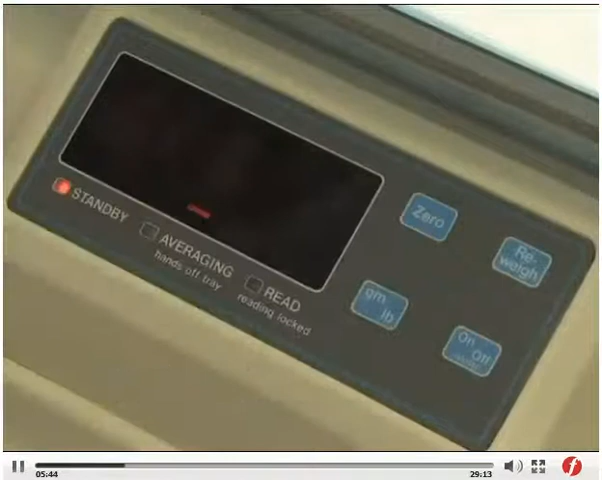 STANDBY
AVERAGING
hands off tray
READ
reading locked
Zero
Re-
weigh
gm
lb
On
Off
05:44
29:13